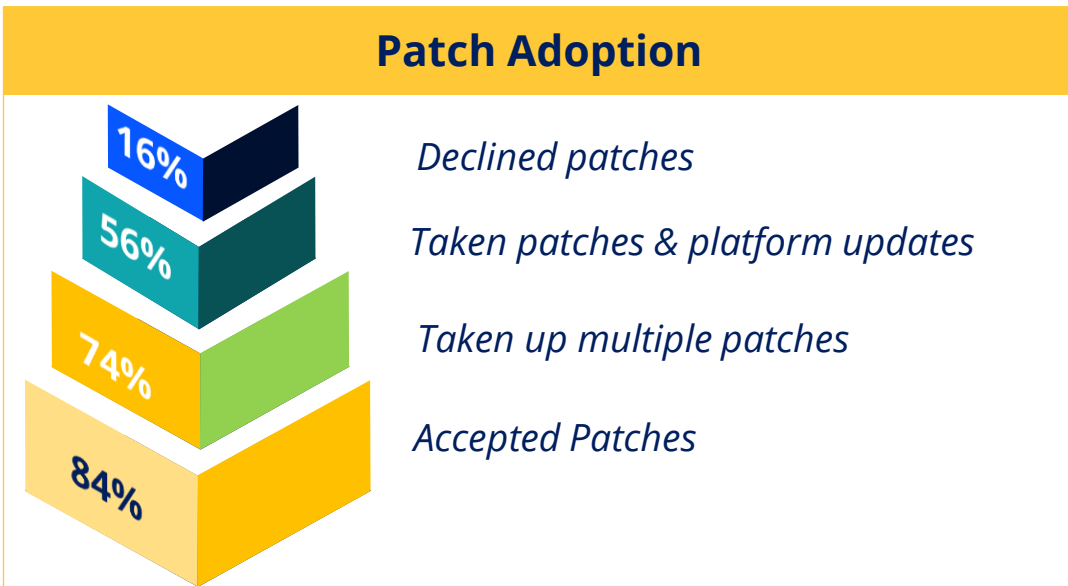 Patch Adoption
16%
Declined patches
56%
Taken patches & platform updates
74%
Taken up multiple patches
84%
Accepted Patches